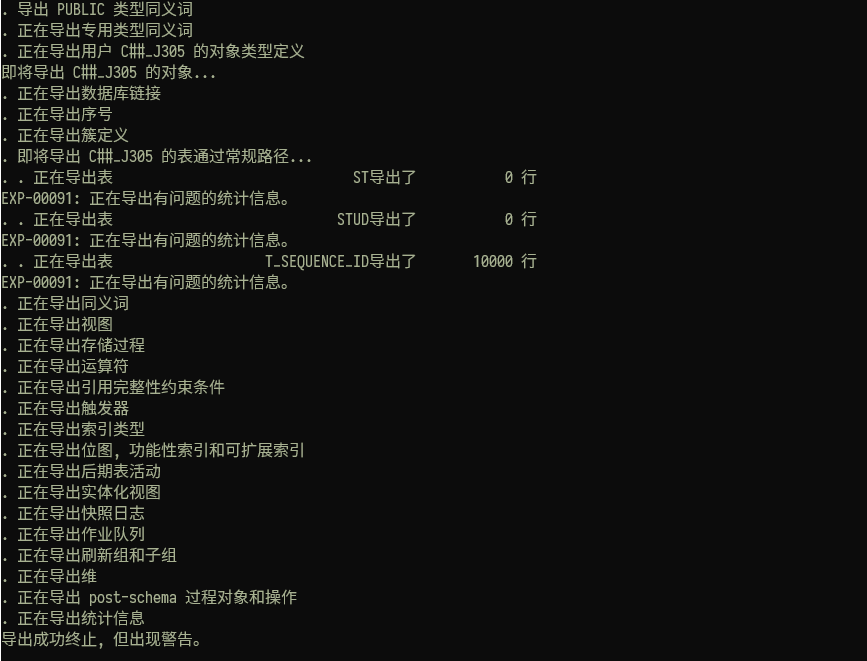 . 导出 PUBLIC 类型同义词
. 正在导出专用类型同义词
. 正在导出用户 C##_J305 的对象类型定义
即将导出 C##_J305 的对象...
. 正在导出数据库链接
. 正在导出序号
. 正在导出簇定义
. 即将导出 C##_J305 的表通过常规路径...
. . 正在导出表                              ST导出了           0 行
EXP-00091: 正在导出有问题的统计信息。
. . 正在导出表                            STUD导出了           0 行
EXP-00091: 正在导出有问题的统计信息。
. . 正在导出表                   T_SEQUENCE_ID导出了       10000 行
EXP-00091: 正在导出有问题的统计信息。
. 正在导出同义词
. 正在导出视图
. 正在导出存储过程
. 正在导出运算符
. 正在导出引用完整性约束条件
. 正在导出触发器
. 正在导出索引类型
. 正在导出位图, 功能性索引和可扩展索引
. 正在导出后期表活动
. 正在导出实体化视图
. 正在导出快照日志
. 正在导出作业队列
. 正在导出刷新组和子组
. 正在导出维
. 正在导出 post-schema 过程对象和操作
. 正在导出统计信息
导出成功终止, 但出现警告。